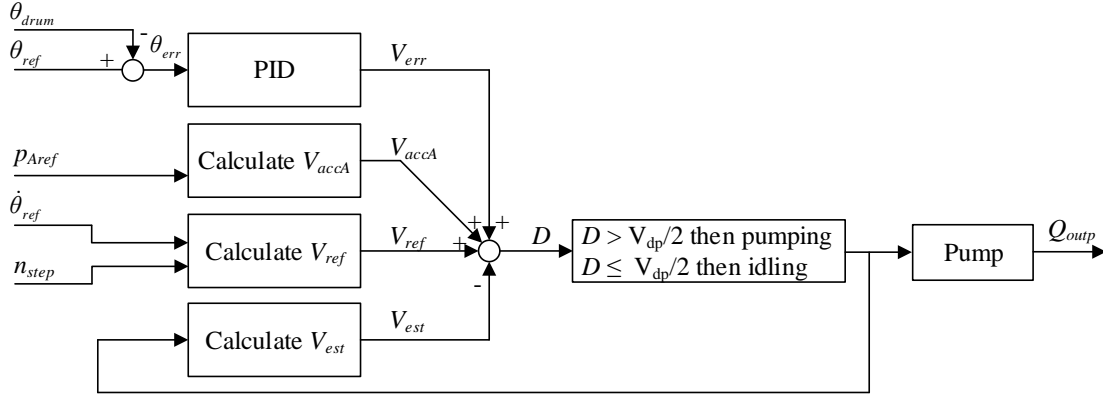 θdrum
-
θref
+
θerr
PID
Verr
pAref
Calculate VaccA
VaccA
θ̇ref
nstep
Calculate Vref
Vref
+
+
+
-
D
D > Vdp/2 then pumping
D ≤ Vdp/2 then idling
Pump
Qoutp
Calculate Vest
Vest